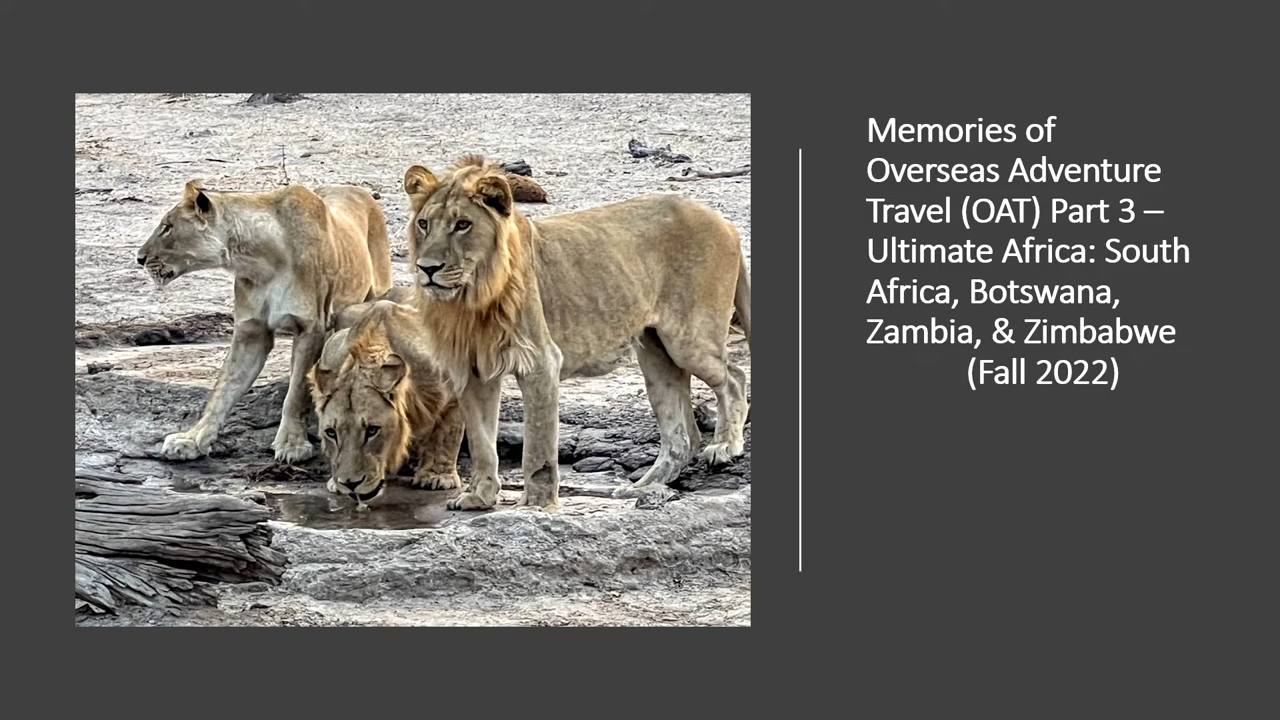 Memories of
Overseas Adventure
Travel (OAT) Part 3 –
Ultimate Africa: South
Africa, Botswana,
Zambia, & Zimbabwe
(Fall 2022)